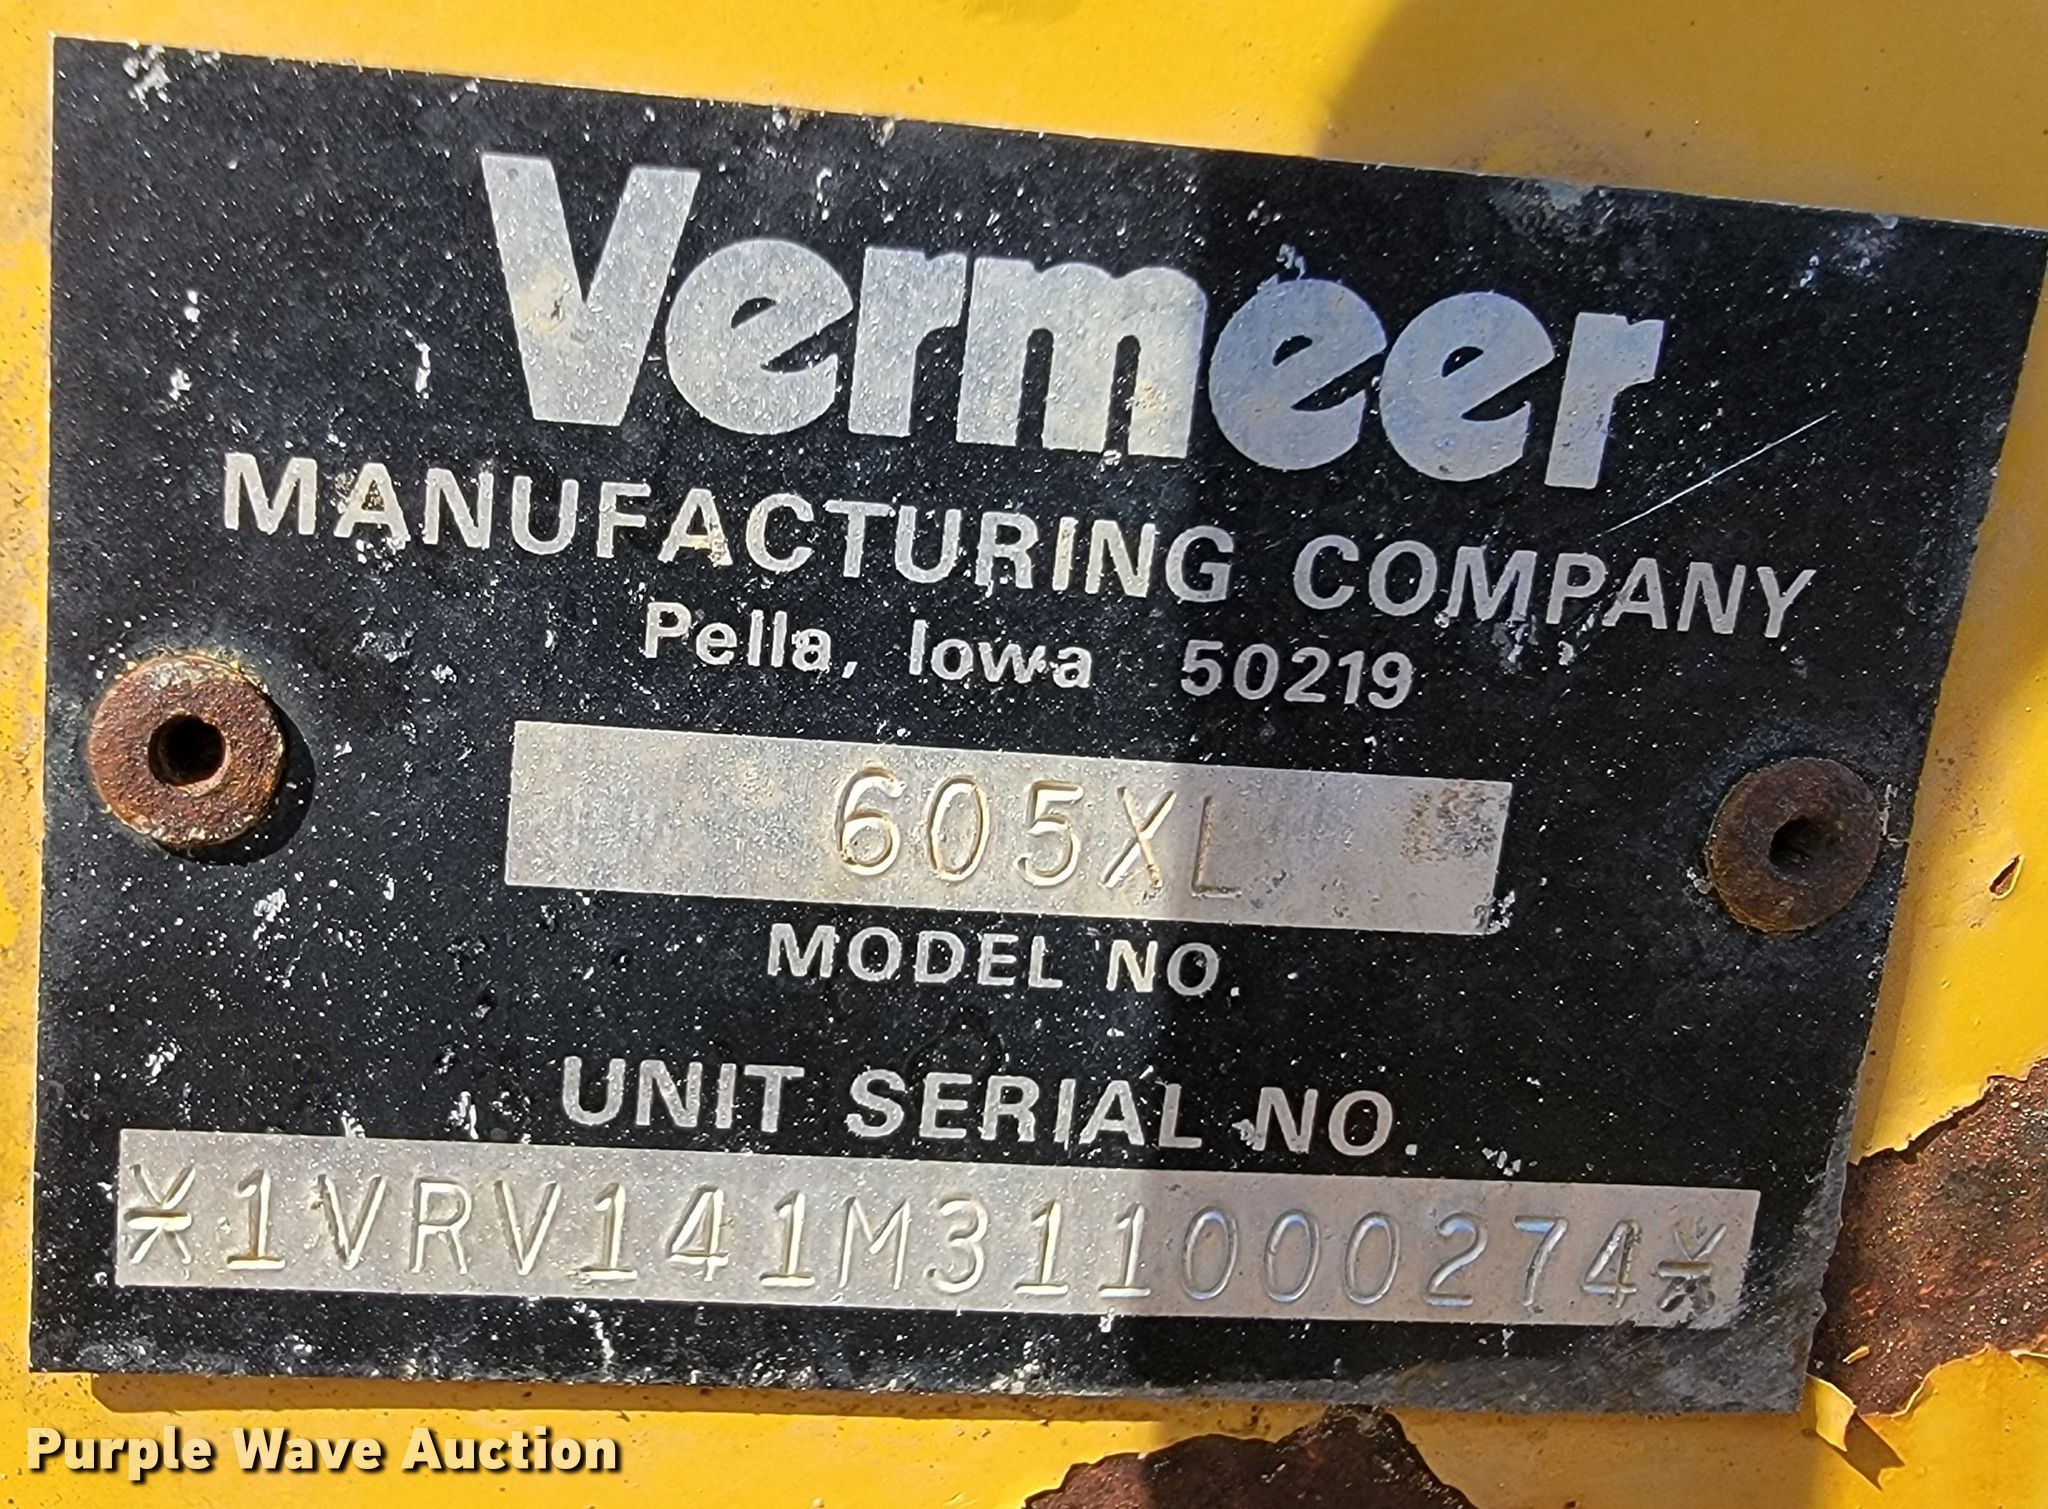 Vermeer
MANUFACTURING COMPANY
Pella, Iowa 50219
605XL
MODEL NO.
UNIT SERIAL NO.
*1VRV141M311000274*
Purple Wave Auction